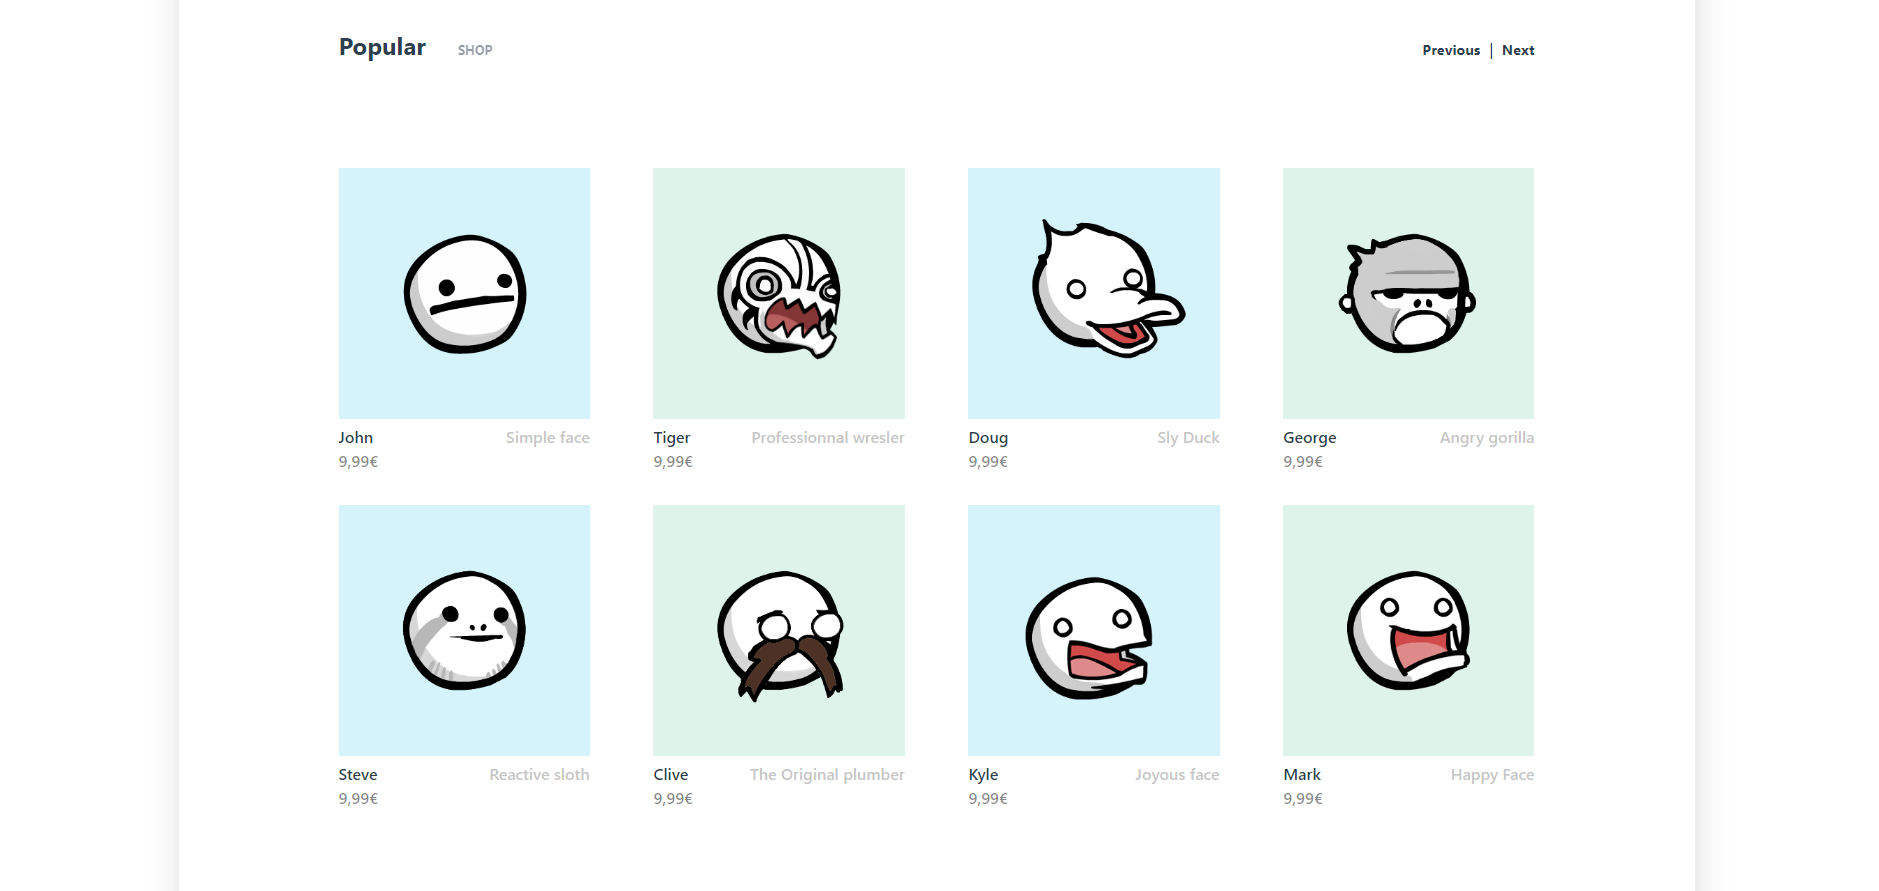 Popular SHOP Previous | Next
John Simple face
9,99€
Tiger Professionnal wresler
9,99€
Doug Sly Duck
9,99€
George Angry gorilla
9,99€
Steve Reactive sloth
9,99€
Clive The Original plumber
9,99€
Kyle Joyous face
9,99€
Mark Happy Face
9,99€